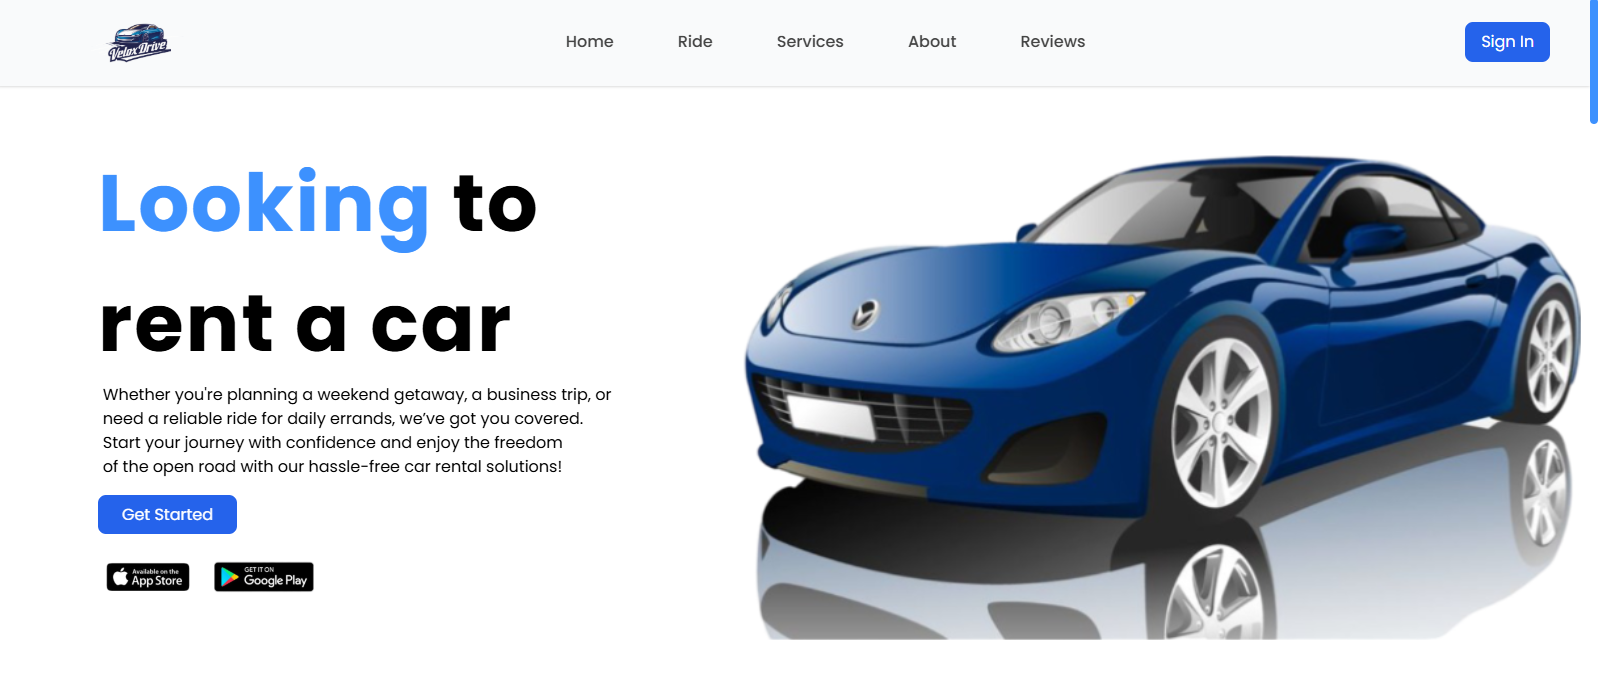 Velox Drive
Home
Ride
Services
About
Reviews
Sign In
Looking to
rent a car
Whether you're planning a weekend getaway, a business trip, or
need a reliable ride for daily errands, we’ve got you covered.
Start your journey with confidence and enjoy the freedom
of the open road with our hassle-free car rental solutions!
Get Started
Available on the
App Store
GET IT ON
Google Play